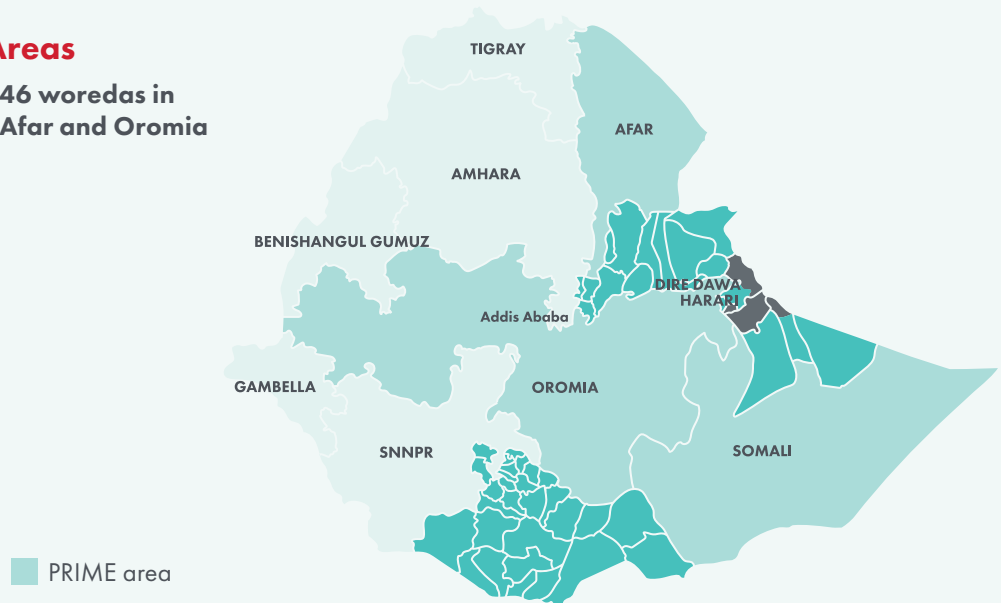 Areas
46 woredas in
Afar and Oromia
TIGRAY
AFAR
AMHARA
BENISHANGUL GUMUZ
DIRE DAWA
HARARI
Addis Ababa
GAMBELLA
OROMIA
SNNPR
SOMALI
PRIME area